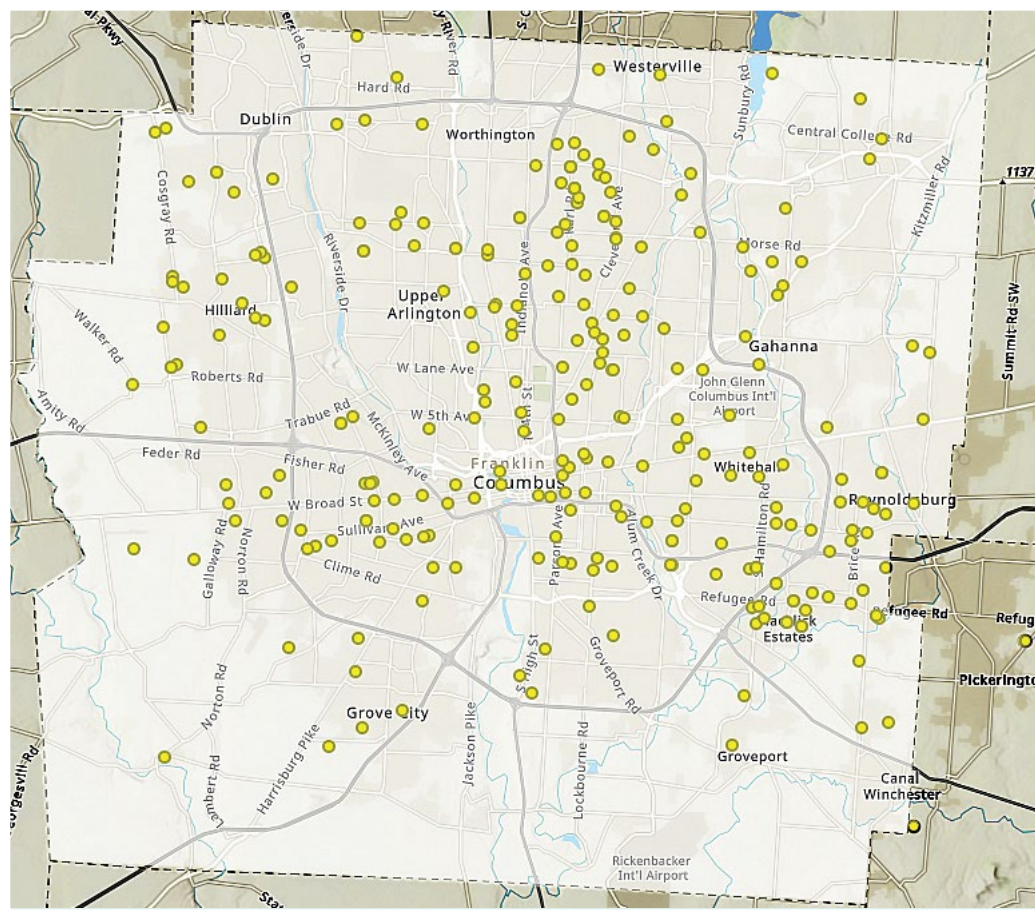 Westerville
Hard Rd
Dublin
Worthington
Sunbury Rd
Central College Rd
1137
Cosgray Rd
Kitzmiller Rd
Riverside Dr
Morse Rd
Indianola Ave
Upper
Arlington
Hilliard
Summit Rd SW
Walker Rd
Gahanna
W Lane Ave
Roberts Rd
John Glenn
Columbus Int'l
Airport
Amity Rd
Trabue Rd
W 5th Ave
McKinley Ave
Feder Rd
Fisher Rd
Franklin
Whitehall
Columbus
W Broad St
Reynoldsburg
Sullivant Ave
Galloway Rd
Norton Rd
Parsons Ave
Alum Creek Dr
S Hamilton Rd
Brice
Clime Rd
Refugee Rd
Refugee Rd
Refug
Estates
S High St
Groveport Rd
Pickeringto
Norton Rd
Grove City
Jackson Pike
Lockbourne Rd
Harrisburg Pike
Lambert Rd
Groveport
Canal
Winchester
Rickenbacker
Int'l Airport